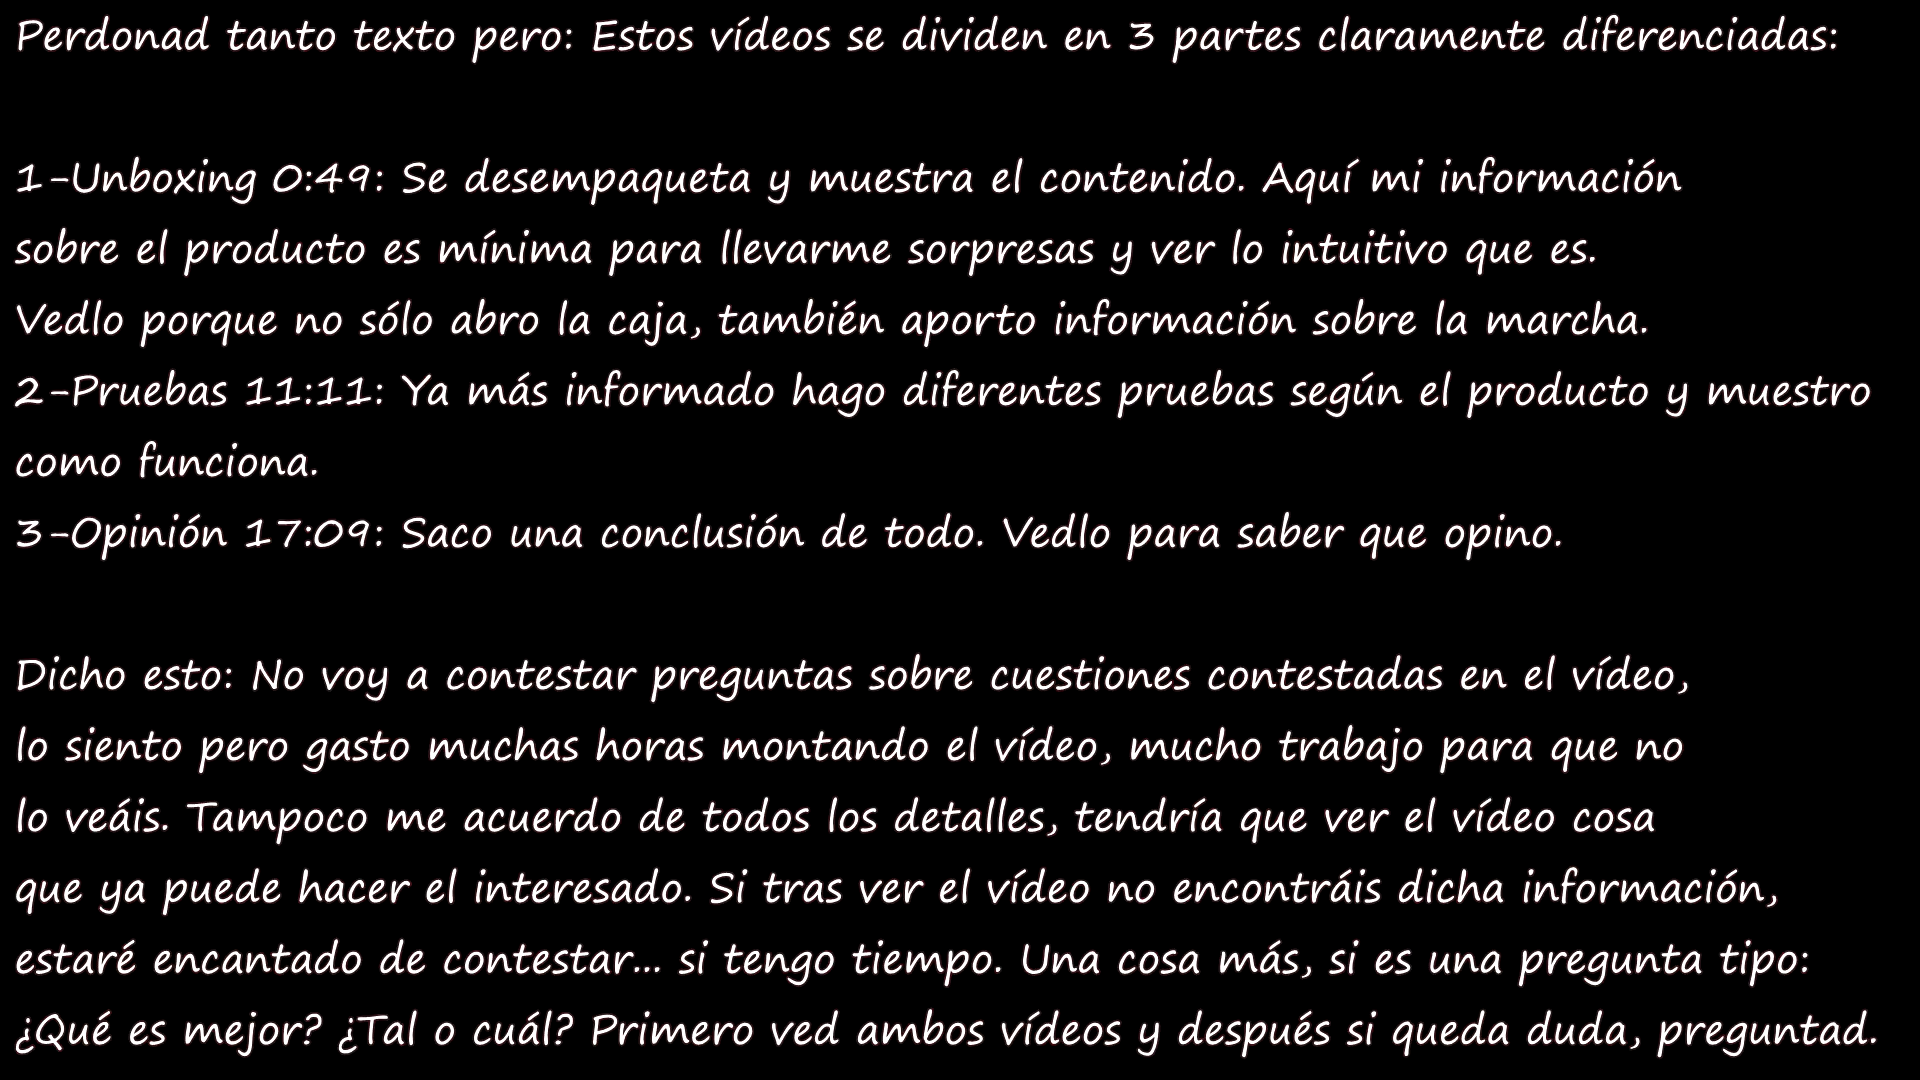 Perdonad tanto texto pero: Estos vídeos se dividen en 3 partes claramente diferenciadas:
1-Unboxing 0:49: Se desempaqueta y muestra el contenido. Aquí mi información
sobre el producto es mínima para llevarme sorpresas y ver lo intuitivo que es.
Vedlo porque no sólo abro la caja, también aporto información sobre la marcha.
2-Pruebas 11:11: Ya más informado hago diferentes pruebas según el producto y muestro
como funciona.
3-Opinión 17:09: Saco una conclusión de todo. Vedlo para saber que opino.
Dicho esto: No voy a contestar preguntas sobre cuestiones contestadas en el vídeo,
lo siento pero gasto muchas horas montando el vídeo, mucho trabajo para que no
lo veáis. Tampoco me acuerdo de todos los detalles, tendría que ver el vídeo cosa
que ya puede hacer el interesado. Si tras ver el vídeo no encontráis dicha información,
estaré encantado de contestar... si tengo tiempo. Una cosa más, si es una pregunta tipo:
¿Qué es mejor? ¿Tal o cuál? Primero ved ambos vídeos y después si queda duda, preguntad.